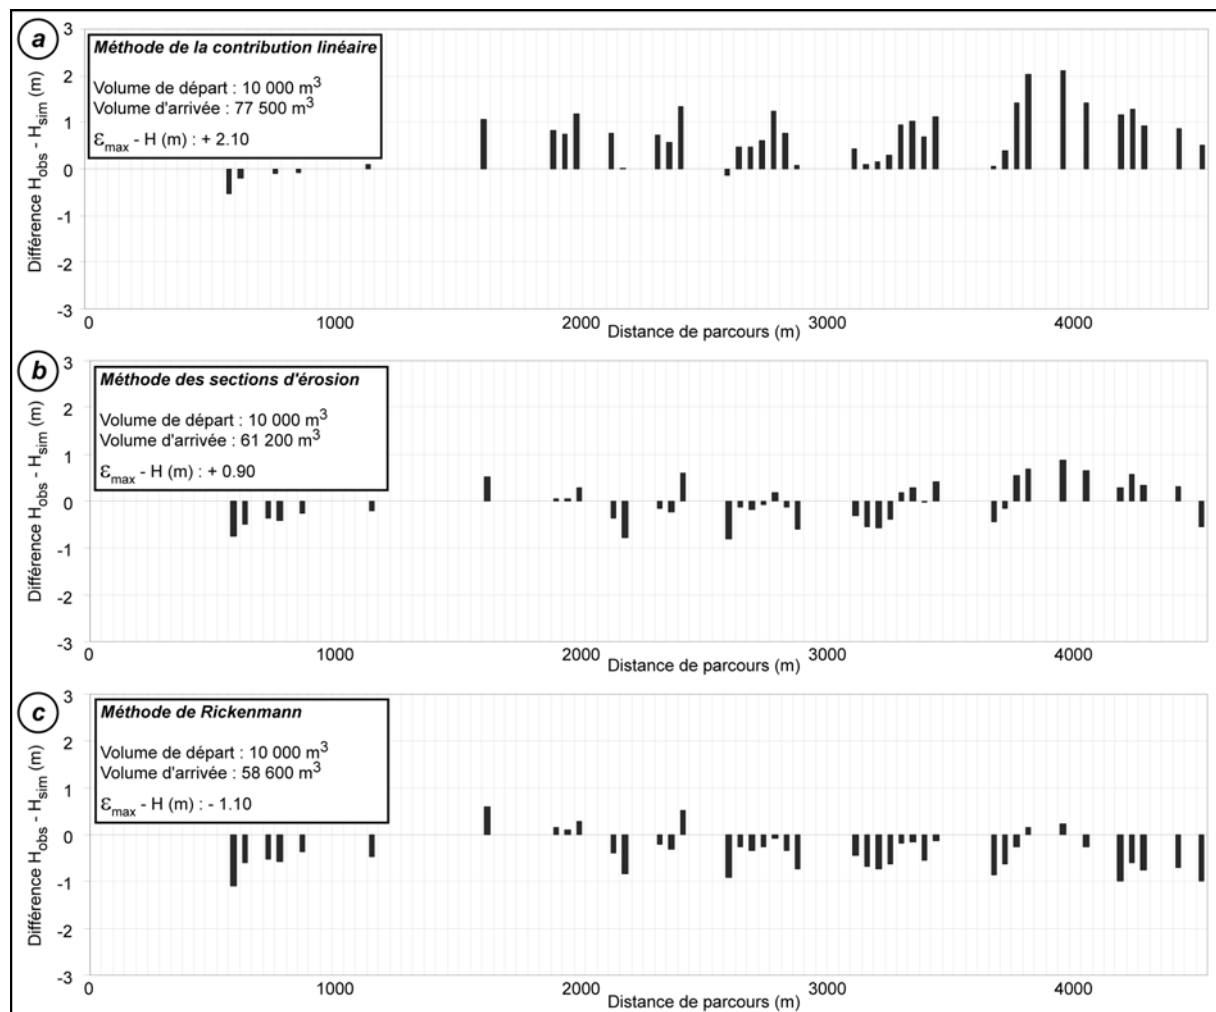 a
Différence Hobs - Hsim (m)
3
2
1
0
-1
-2
-3
Méthode de la contribution linéaire
Volume de départ : 10 000 m3
Volume d'arrivée : 77 500 m3
Ɛmax - H (m) : + 2.10
0 1000 2000 3000 4000
Distance de parcours (m)
b
Différence Hobs - Hsim (m)
3
2
1
0
-1
-2
-3
Méthode des sections d'érosion
Volume de départ : 10 000 m3
Volume d'arrivée : 61 200 m3
Ɛmax - H (m) : + 0.90
0 1000 2000 3000 4000
Distance de parcours (m)
c
Différence Hobs - Hsim (m)
3
2
1
0
-1
-2
-3
Méthode de Rickenmann
Volume de départ : 10 000 m3
Volume d'arrivée : 58 600 m3
Ɛmax - H (m) : - 1.10
0 1000 2000 3000 4000
Distance de parcours (m)